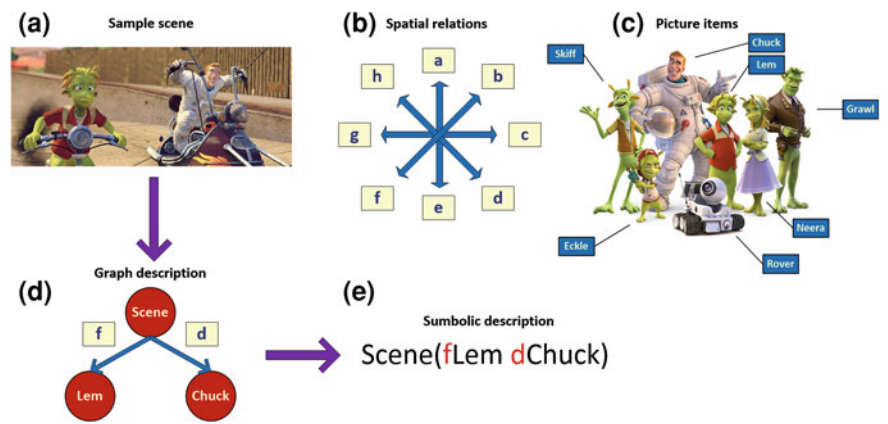 (a)
Sample scene
(b)
Spatial relations
a
b
c
d
e
f
g
h
(c)
Picture items
Skiff
Chuck
Lem
Grawl
Neera
Rover
Eckle
(d)
Graph description
Scene
f
d
Lem
Chuck
(e)
Sumbolic description
Scene(fLem dChuck)